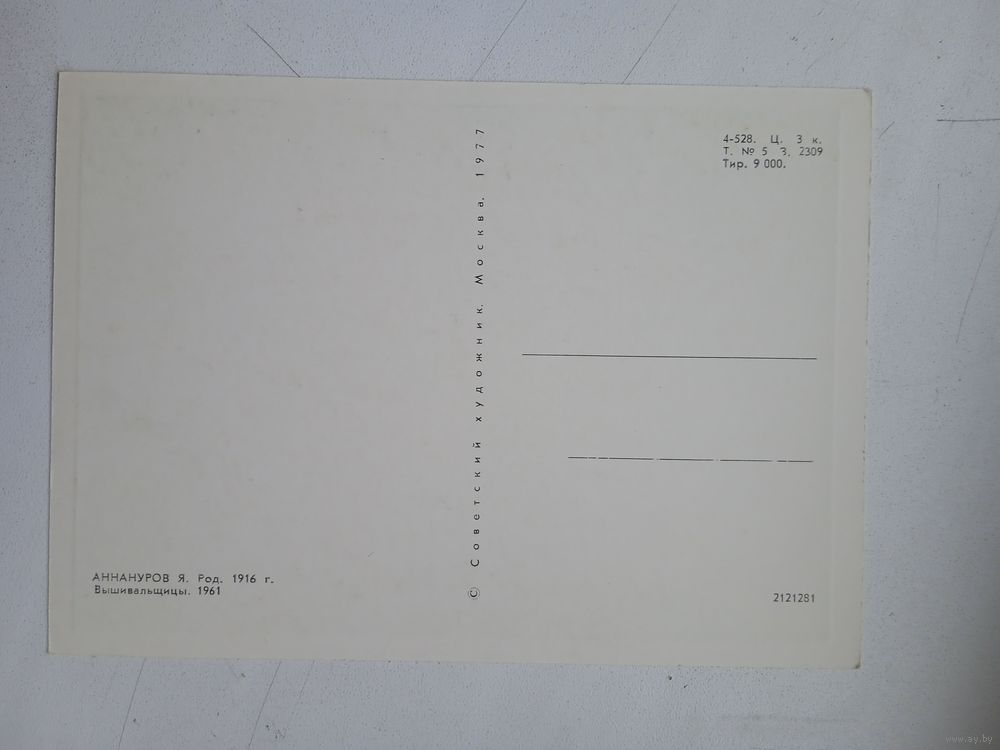 4-528. Ц. 3 к.
Т. № 5 З. 2309
Тир. 9 000.
© Советский художник. Москва. 1977
АННАНУРОВ Я. Род. 1916 г.
Вышивальщицы. 1961
2121281
www.ay.by